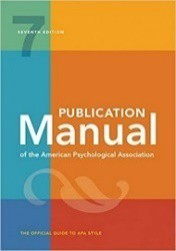 7
SEVENTH EDITION
PUBLICATION
Manual
of the American Psychological Association
THE OFFICIAL GUIDE TO APA STYLE